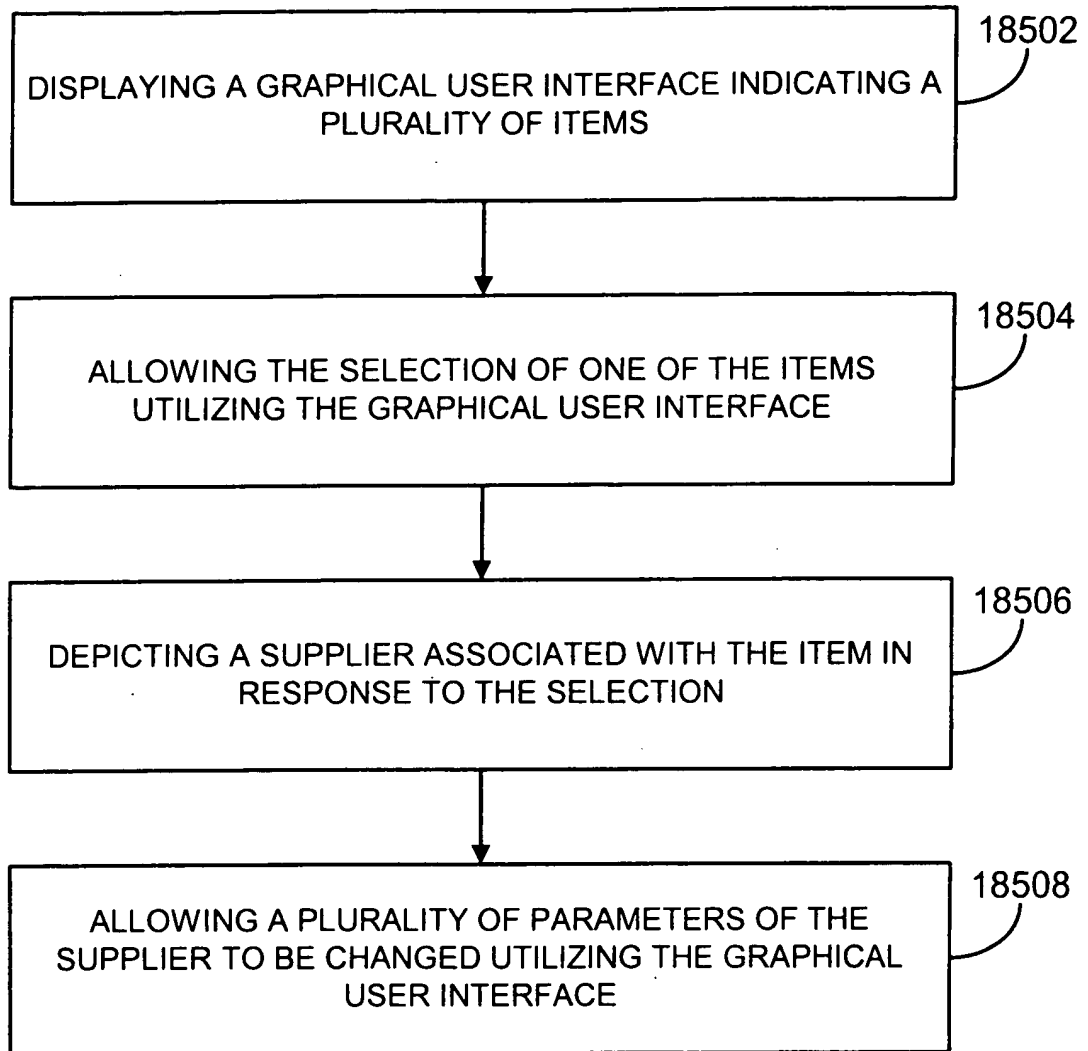 18502
DISPLAYING A GRAPHICAL USER INTERFACE INDICATING A
PLURALITY OF ITEMS
18504
ALLOWING THE SELECTION OF ONE OF THE ITEMS
UTILIZING THE GRAPHICAL USER INTERFACE
18506
DEPICTING A SUPPLIER ASSOCIATED WITH THE ITEM IN
RESPONSE TO THE SELECTION
18508
ALLOWING A PLURALITY OF PARAMETERS OF THE
SUPPLIER TO BE CHANGED UTILIZING THE GRAPHICAL
USER INTERFACE